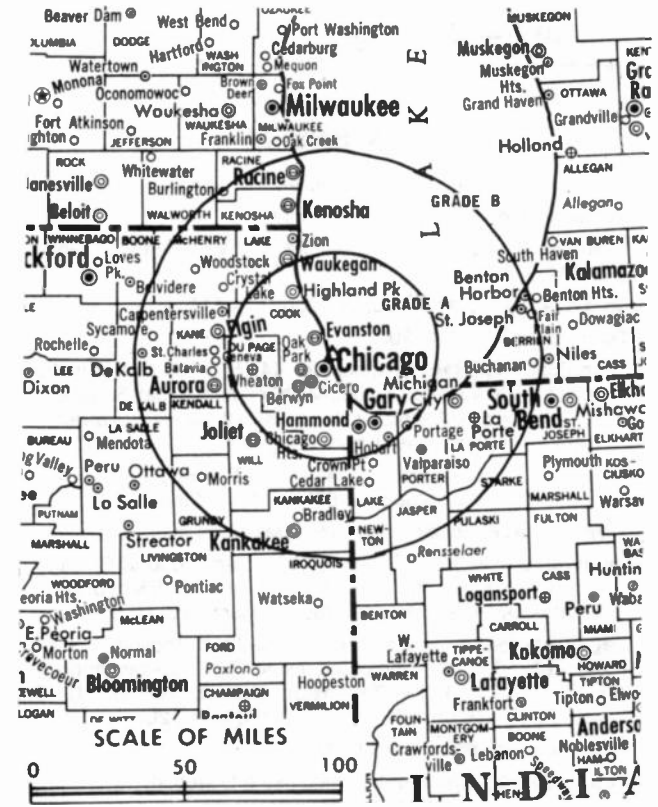 Beaver Dam
West Bend
OZAUKEE
Port Washington
MUSKEGON
COLUMBIA
DODGE
Hartford
WASHINGTON
Cedarburg
Mequon
Muskegon
Muskegon Hts.
Watertown
Monona
Oconomowoc
Brown Deer
Fox Point
Grand Haven
OTTAWA
Waukesha
WAUKESHA
Milwaukee
MILWAUKEE
Grandville
Fort Atkinson
JEFFERSON
Franklin
Oak Creek
LAKE
Holland
ROCK
Whitewater
RACINE
Racine
ALLEGAN
Janesville
Burlington
GRADE B
Beloit
WALWORTH
KENOSHA
Kenosha
Allegan
WINNEBAGO
BOONE
McHENRY
LAKE
Zion
VAN BUREN
South Haven
Loves Pk.
Woodstock
Waukegan
Kalamazoo
Belvidere
Crystal Lake
Highland Pk
GRADE A
Benton Harbor
Benton Hts.
Carpentersville
COOK
St. Joseph
Fair Plain
Dowagiac
Sycamore
KANE
Elgin
DU PAGE
Oak Park
Evanston
BERRIEN
Rochelle
St. Charles
Geneva
Chicago
Buchanan
Niles
LEE
De Kalb
Batavia
Wheaton
Cicero
Michigan City
CASS
Dixon
Aurora
Berwyn
Gary
South Bend
DE KALB
KENDALL
Hammond
La Porte
ST. JOSEPH
LA SALLE
Joliet
Chicago Hts.
Hobart
Portage
LA PORTE
ELKHART
BUREAU
Mendota
WILL
Valparaiso
PORTER
Peru
Ottawa
Morris
Crown Pt
Cedar Lake
LAKE
STARKE
Plymouth
MARSHALL
La Salle
KANKAKEE
Bradley
JASPER
PUTNAM
GRUNDY
NEWTON
PULASKI
FULTON
MARSHALL
Streator
Kankakee
LIVINGSTON
IROQUOIS
Rensselaer
WOODFORD
Pontiac
WHITE
CASS
Washington
Watseka
Logansport
Peru
E. Peoria
McLEAN
BENTON
CARROLL
MIAMI
Morton
Normal
FORD
W. Lafayette
TIPPECANOE
Kokomo
HOWARD
Bloomington
Paxton
Hoopeston
WARREN
Lafayette
TIPTON
LOGAN
DE WITT
CHAMPAIGN
VERMILION
Frankfort
Tipton
CLINTON
SCALE OF MILES
FOUNTAIN
MONTGOMERY
BOONE
Noblesville
Crawfordsville
Lebanon
Speedway
0 50 100
INDIA